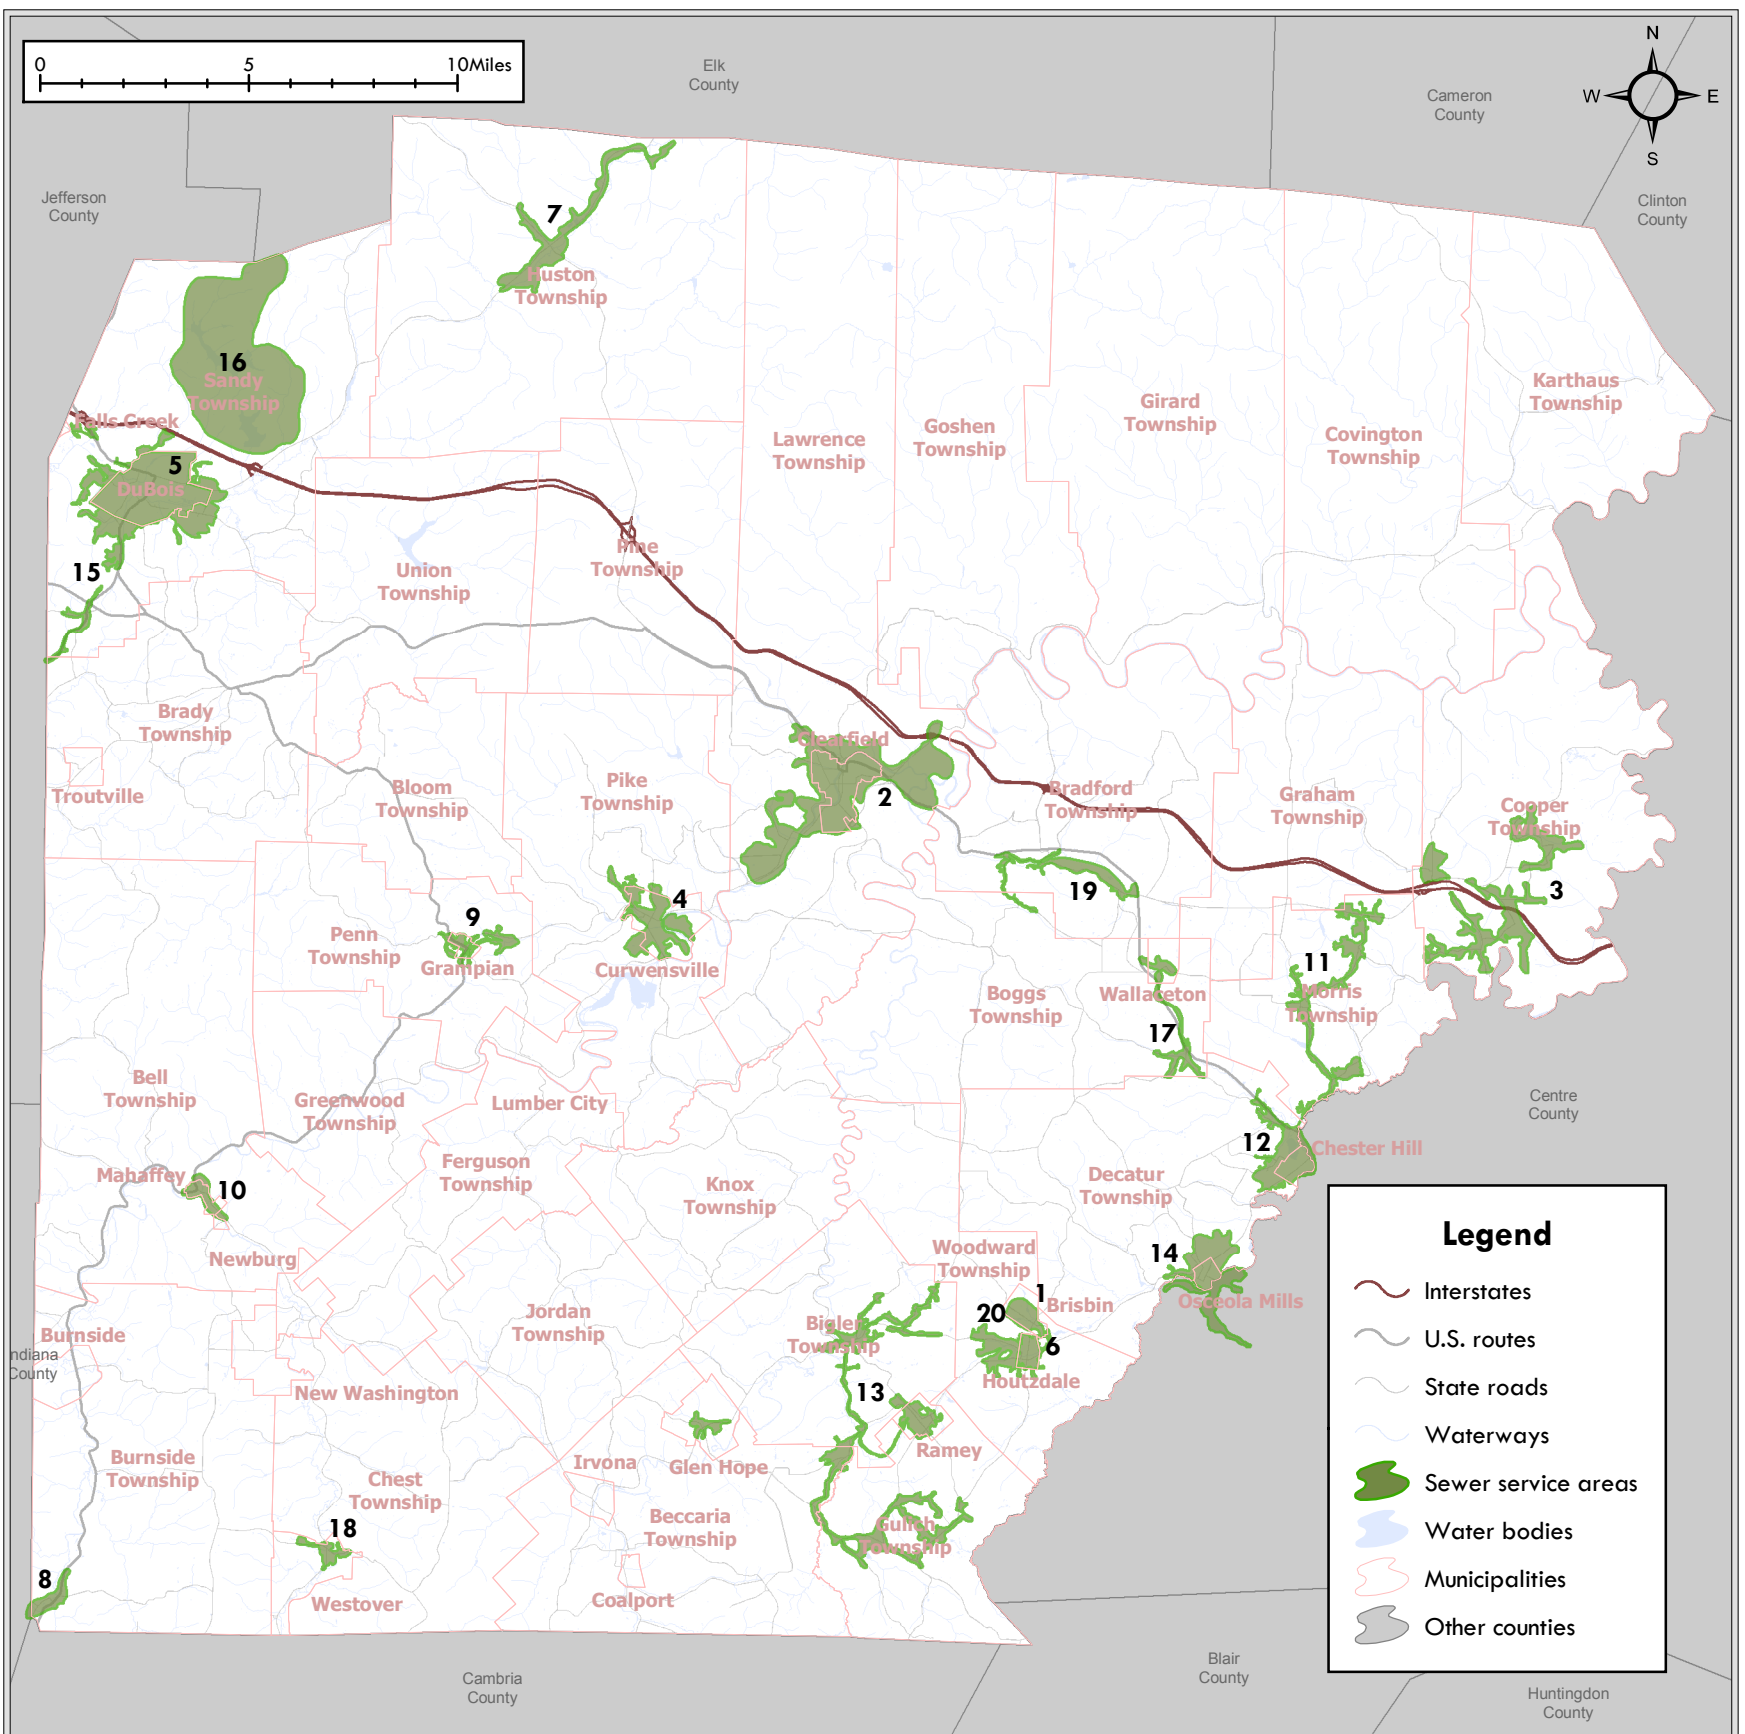 0 5 10Miles
N
W E
S
Elk
County
Cameron
County
Jefferson
County
Clinton
County
7
Huston
Township
16
Sandy
Township
Falls Creek
5
DuBois
15
Karthaus
Township
Girard
Township
Goshen
Township
Lawrence
Township
Covington
Township
Pine
Township
Union
Township
Brady
Township
Troutville
Bloom
Township
Pike
Township
Clearfield
2
Bradford
Township
Graham
Township
Cooper
Township
3
19
4
9
Penn
Township
Grampian
Curwensville
11
Morris
Township
Boggs
Township
Wallaceton
17
Bell
Township
Greenwood
Township
Lumber City
Centre
County
12
Chester Hill
Mahaffey
10
Ferguson
Township
Knox
Township
Decatur
Township
Newburg
Woodward
Township
14
Osceola Mills
1
Brisbin
20
6
Houtzdale
Burnside
ndiana
County
Jordan
Township
Bigler
Township
13
New Washington
Ramey
Burnside
Township
Chest
Township
Irvona
Glen Hope
Beccaria
Township
Gulich
Township
18
8
Westover
Coalport
Cambria
County
Blair
County
Huntingdon
County
Legend
Interstates
U.S. routes
State roads
Waterways
Sewer service areas
Water bodies
Municipalities
Other counties